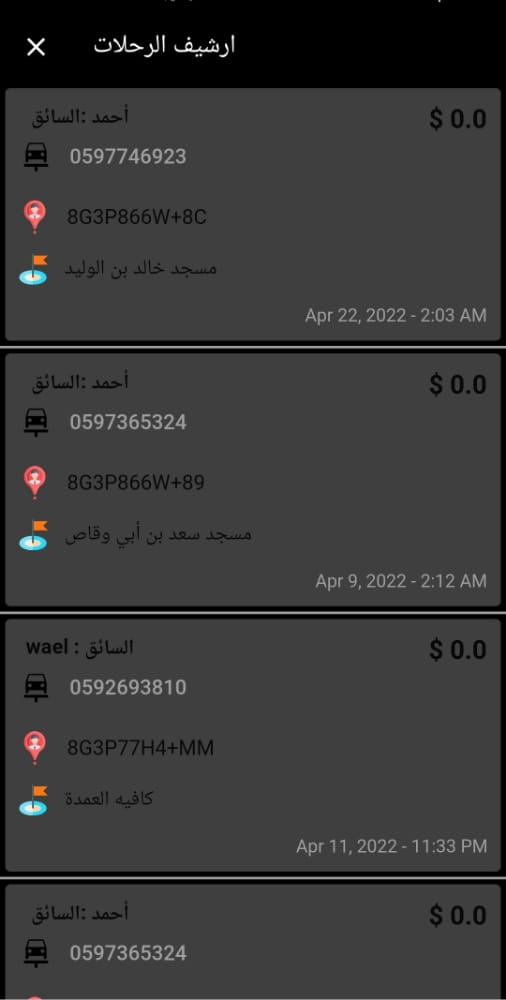 ارشيف الرحلات
أحمد :السائق
$ 0.0
0597746923
8G3P866W+8C
مسجد خالد بن الوليد
Apr 22, 2022 - 2:03 AM
أحمد :السائق
$ 0.0
0597365324
8G3P866W+89
مسجد سعد بن أبي وقاص
Apr 9, 2022 - 2:12 AM
wael : السائق
$ 0.0
0592693810
8G3P77H4+MM
كافيه العمدة
Apr 11, 2022 - 11:33 PM
أحمد :السائق
$ 0.0
0597365324